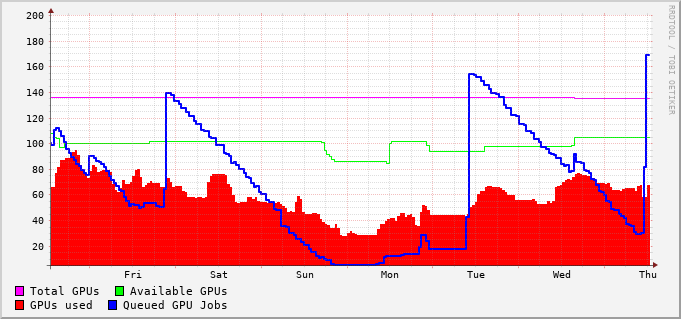 200
180
160
140
120
100
80
60
40
20
Fri Sat Sun Mon Tue Wed Thu
Total GPUs Available GPUs
GPUs used Queued GPU Jobs
RRDTOOL / TOBI OETIKER